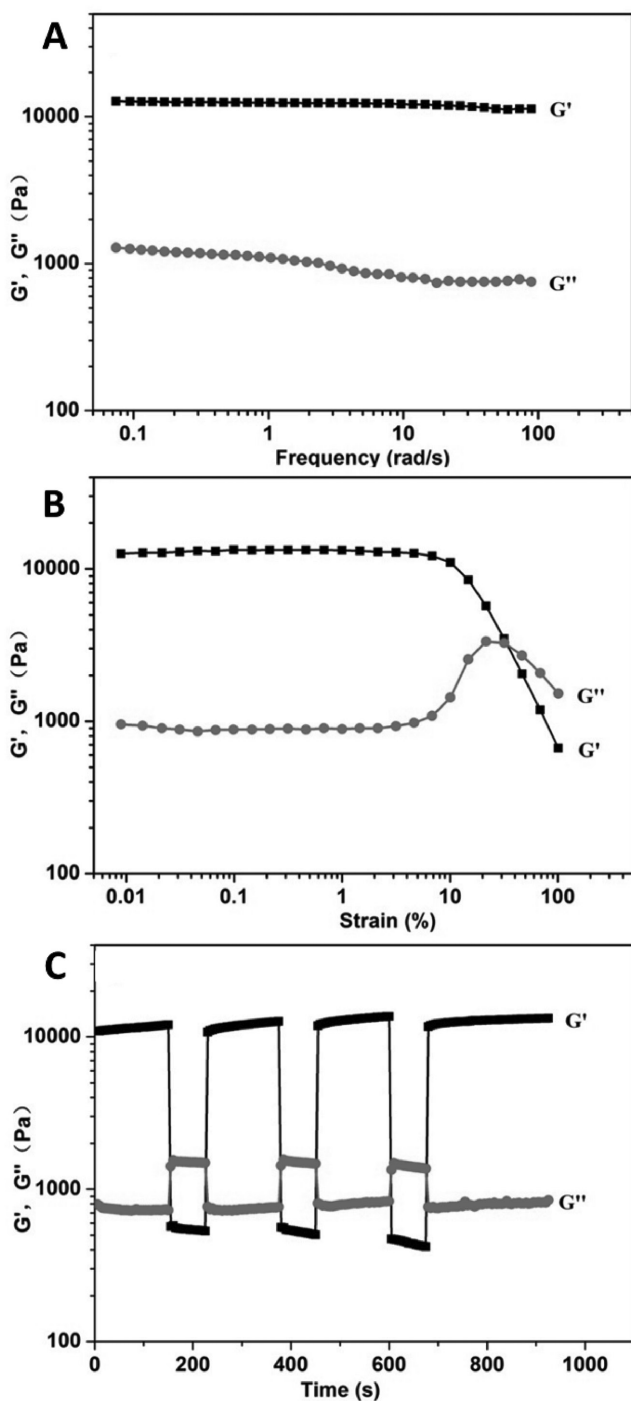 A
10000
1000
100
G', G'' (Pa)
G'
G''
0.1 1 10 100
Frequency (rad/s)
B
10000
1000
100
G', G'' (Pa)
G''
G'
0.01 0.1 1 10 100
Strain (%)
C
10000
1000
100
G', G'' (Pa)
G'
G''
0 200 400 600 800 1000
Time (s)